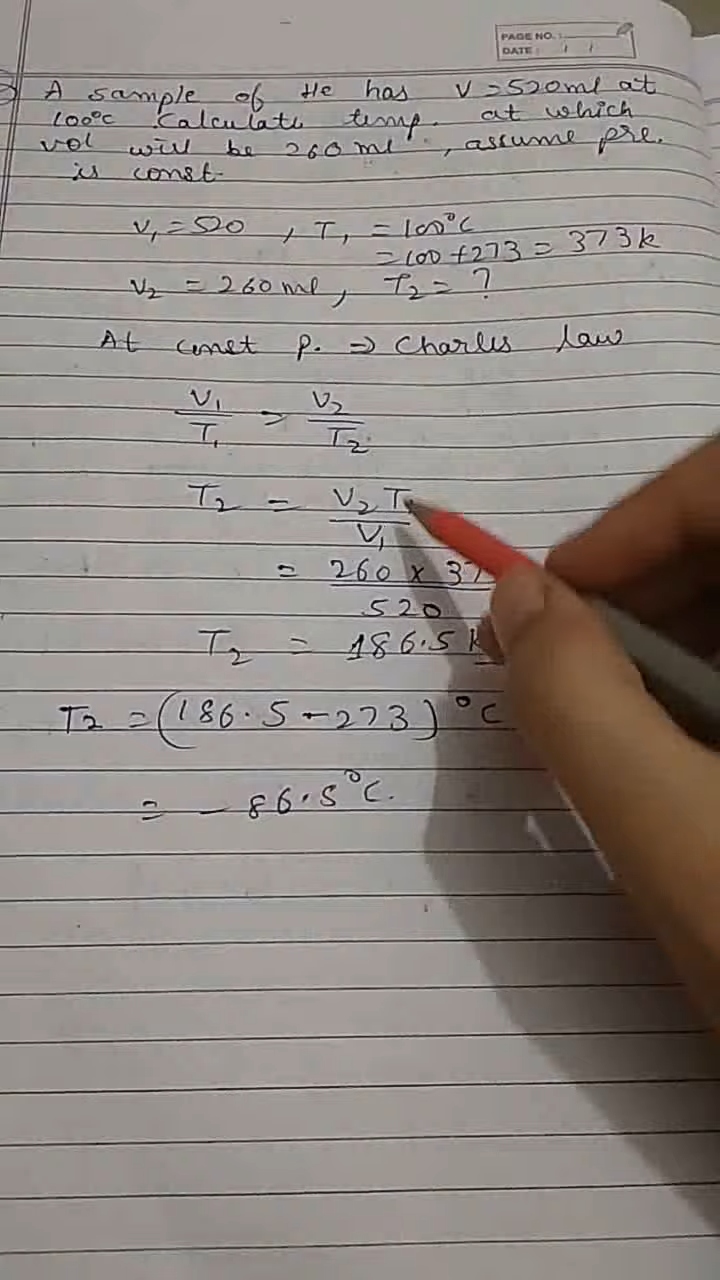 PAGE NO. :
DATE : / /
A sample of He has V = 520ml at
100°C Calculate temp. at which
vol will be 260 ml , assume pre.
is const.
V₁ = 520 , T₁ = 100°C
= 100 + 273 = 373 k
V₂ = 260 ml, T₂ = ?
At const p. ⇒ Charles law
V₁/T₁ = V₂/T₂
T₂ = V₂ T₁/V₁
= 260 x 37/520
T₂ = 186.5 k
T₂ = (186.5 - 273) °C
= - 86.5°C.